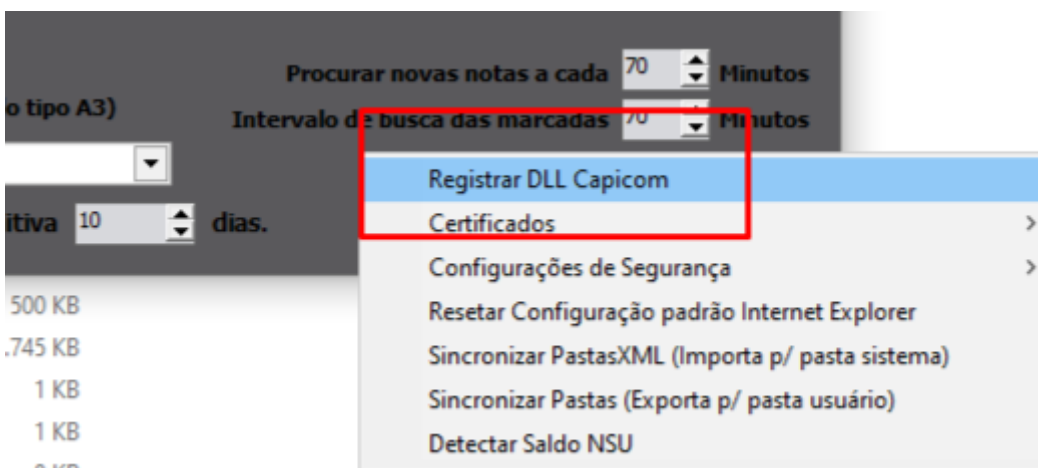 Procurar novas notas a cada 70 Minutos
o tipo A3)
Intervalo de busca das marcadas 70 Minutos
itiva 10 dias.
Registrar DLL Capicom
Certificados
Configurações de Segurança
500 KB
Resetar Configuração padrão Internet Explorer
.745 KB
Sincronizar PastasXML (Importa p/ pasta sistema)
1 KB
Sincronizar Pastas (Exporta p/ pasta usuário)
1 KB
Detectar Saldo NSU